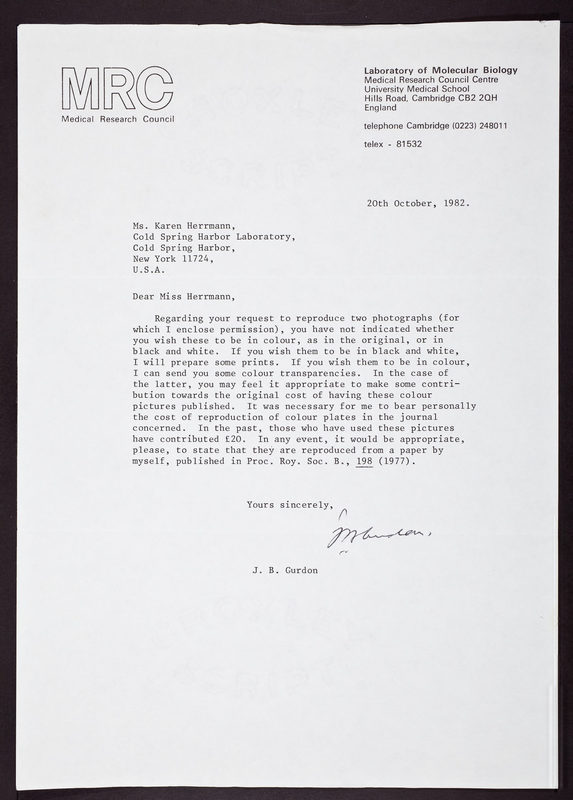 MRC
Medical Research Council
Laboratory of Molecular Biology
Medical Research Council Centre
University Medical School
Hills Road, Cambridge CB2 2QH
England
telephone Cambridge (0223) 248011
telex - 81532
20th October, 1982.
Ms. Karen Herrmann,
Cold Spring Harbor Laboratory,
Cold Spring Harbor,
New York 11724,
U.S.A.
Dear Miss Herrmann,
Regarding your request to reproduce two photographs (for
which I enclose permission), you have not indicated whether
you wish these to be in colour, as in the original, or in
black and white. If you wish them to be in black and white,
I will prepare some prints. If you wish them to be in colour,
I can send you some colour transparencies. In the case of
the latter, you may feel it appropriate to make some contri-
bution towards the original cost of having these colour
pictures published. It was necessary for me to bear personally
the cost of reproduction of colour plates in the journal
concerned. In the past, those who have used these pictures
have contributed £20. In any event, it would be appropriate,
please, to state that they are reproduced from a paper by
myself, published in Proc. Roy. Soc. B., 198 (1977).
Yours sincerely,
J. B. Gurdon